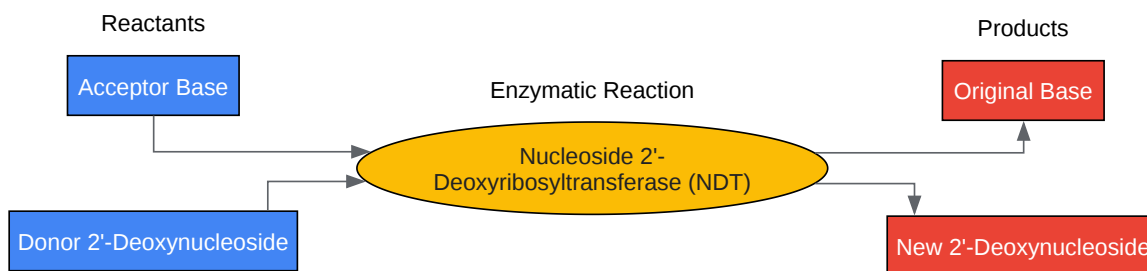 Reactants
Products
Acceptor Base
Original Base
Enzymatic Reaction
Nucleoside 2'-
Deoxyribosyltransferase (NDT)
Donor 2'-Deoxynucleoside
New 2'-Deoxynucleoside